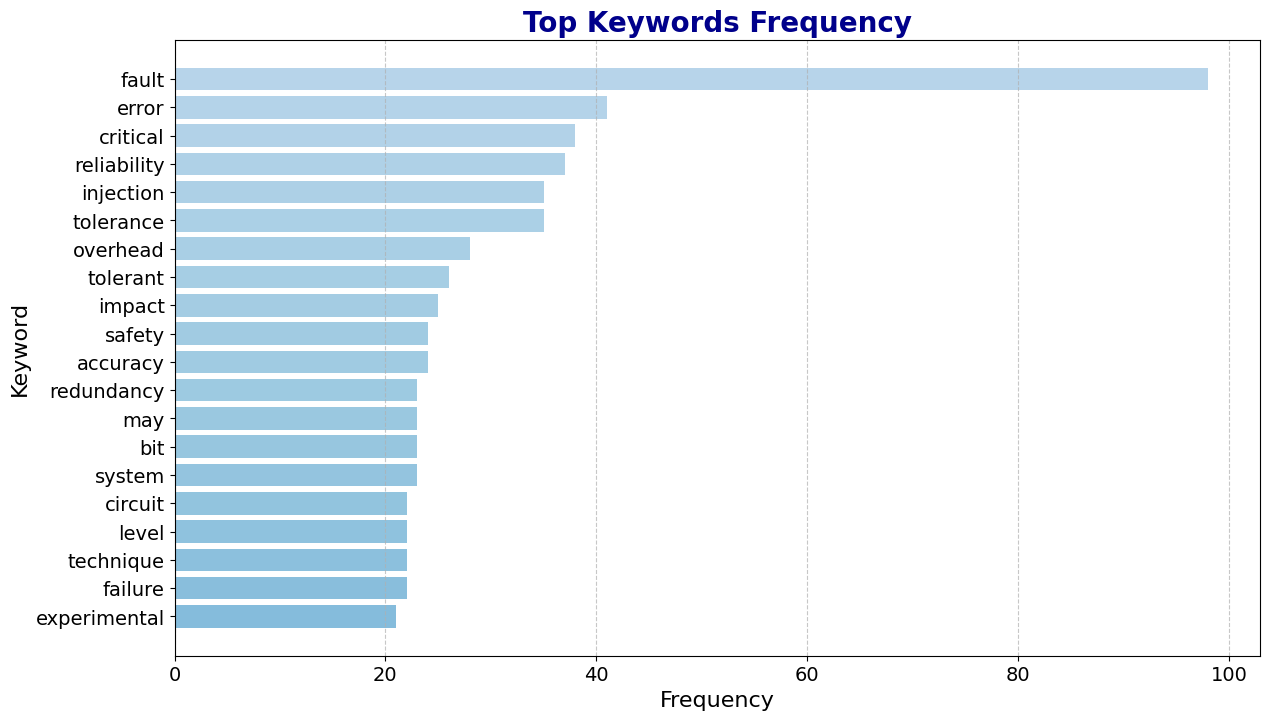 Top Keywords Frequency
fault
error
critical
reliability
injection
tolerance
overhead
tolerant
impact
safety
accuracy
redundancy
may
bit
system
circuit
level
technique
failure
experimental
Keyword
0 20 40 60 80 100
Frequency